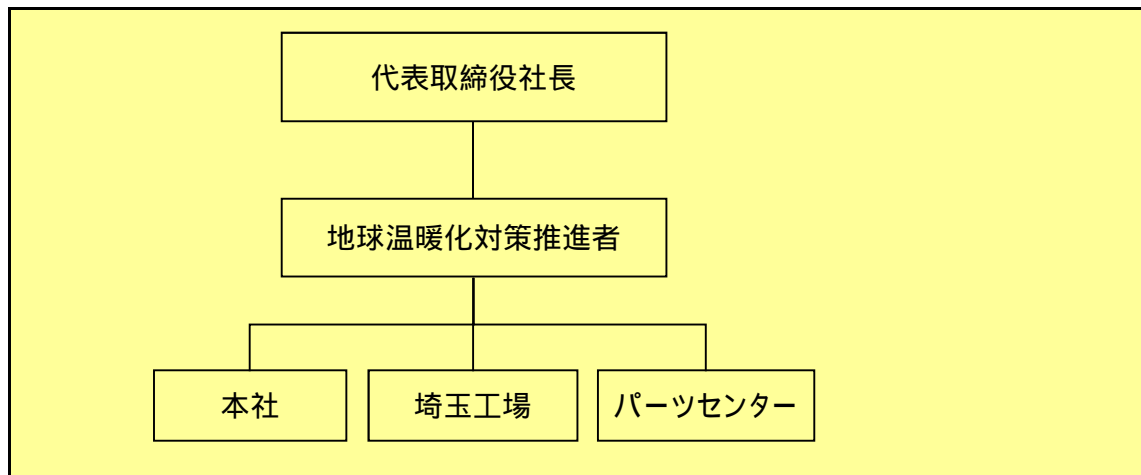 代表取締役社長
地球温暖化対策推進者
本社
埼玉工場
パーツセンター